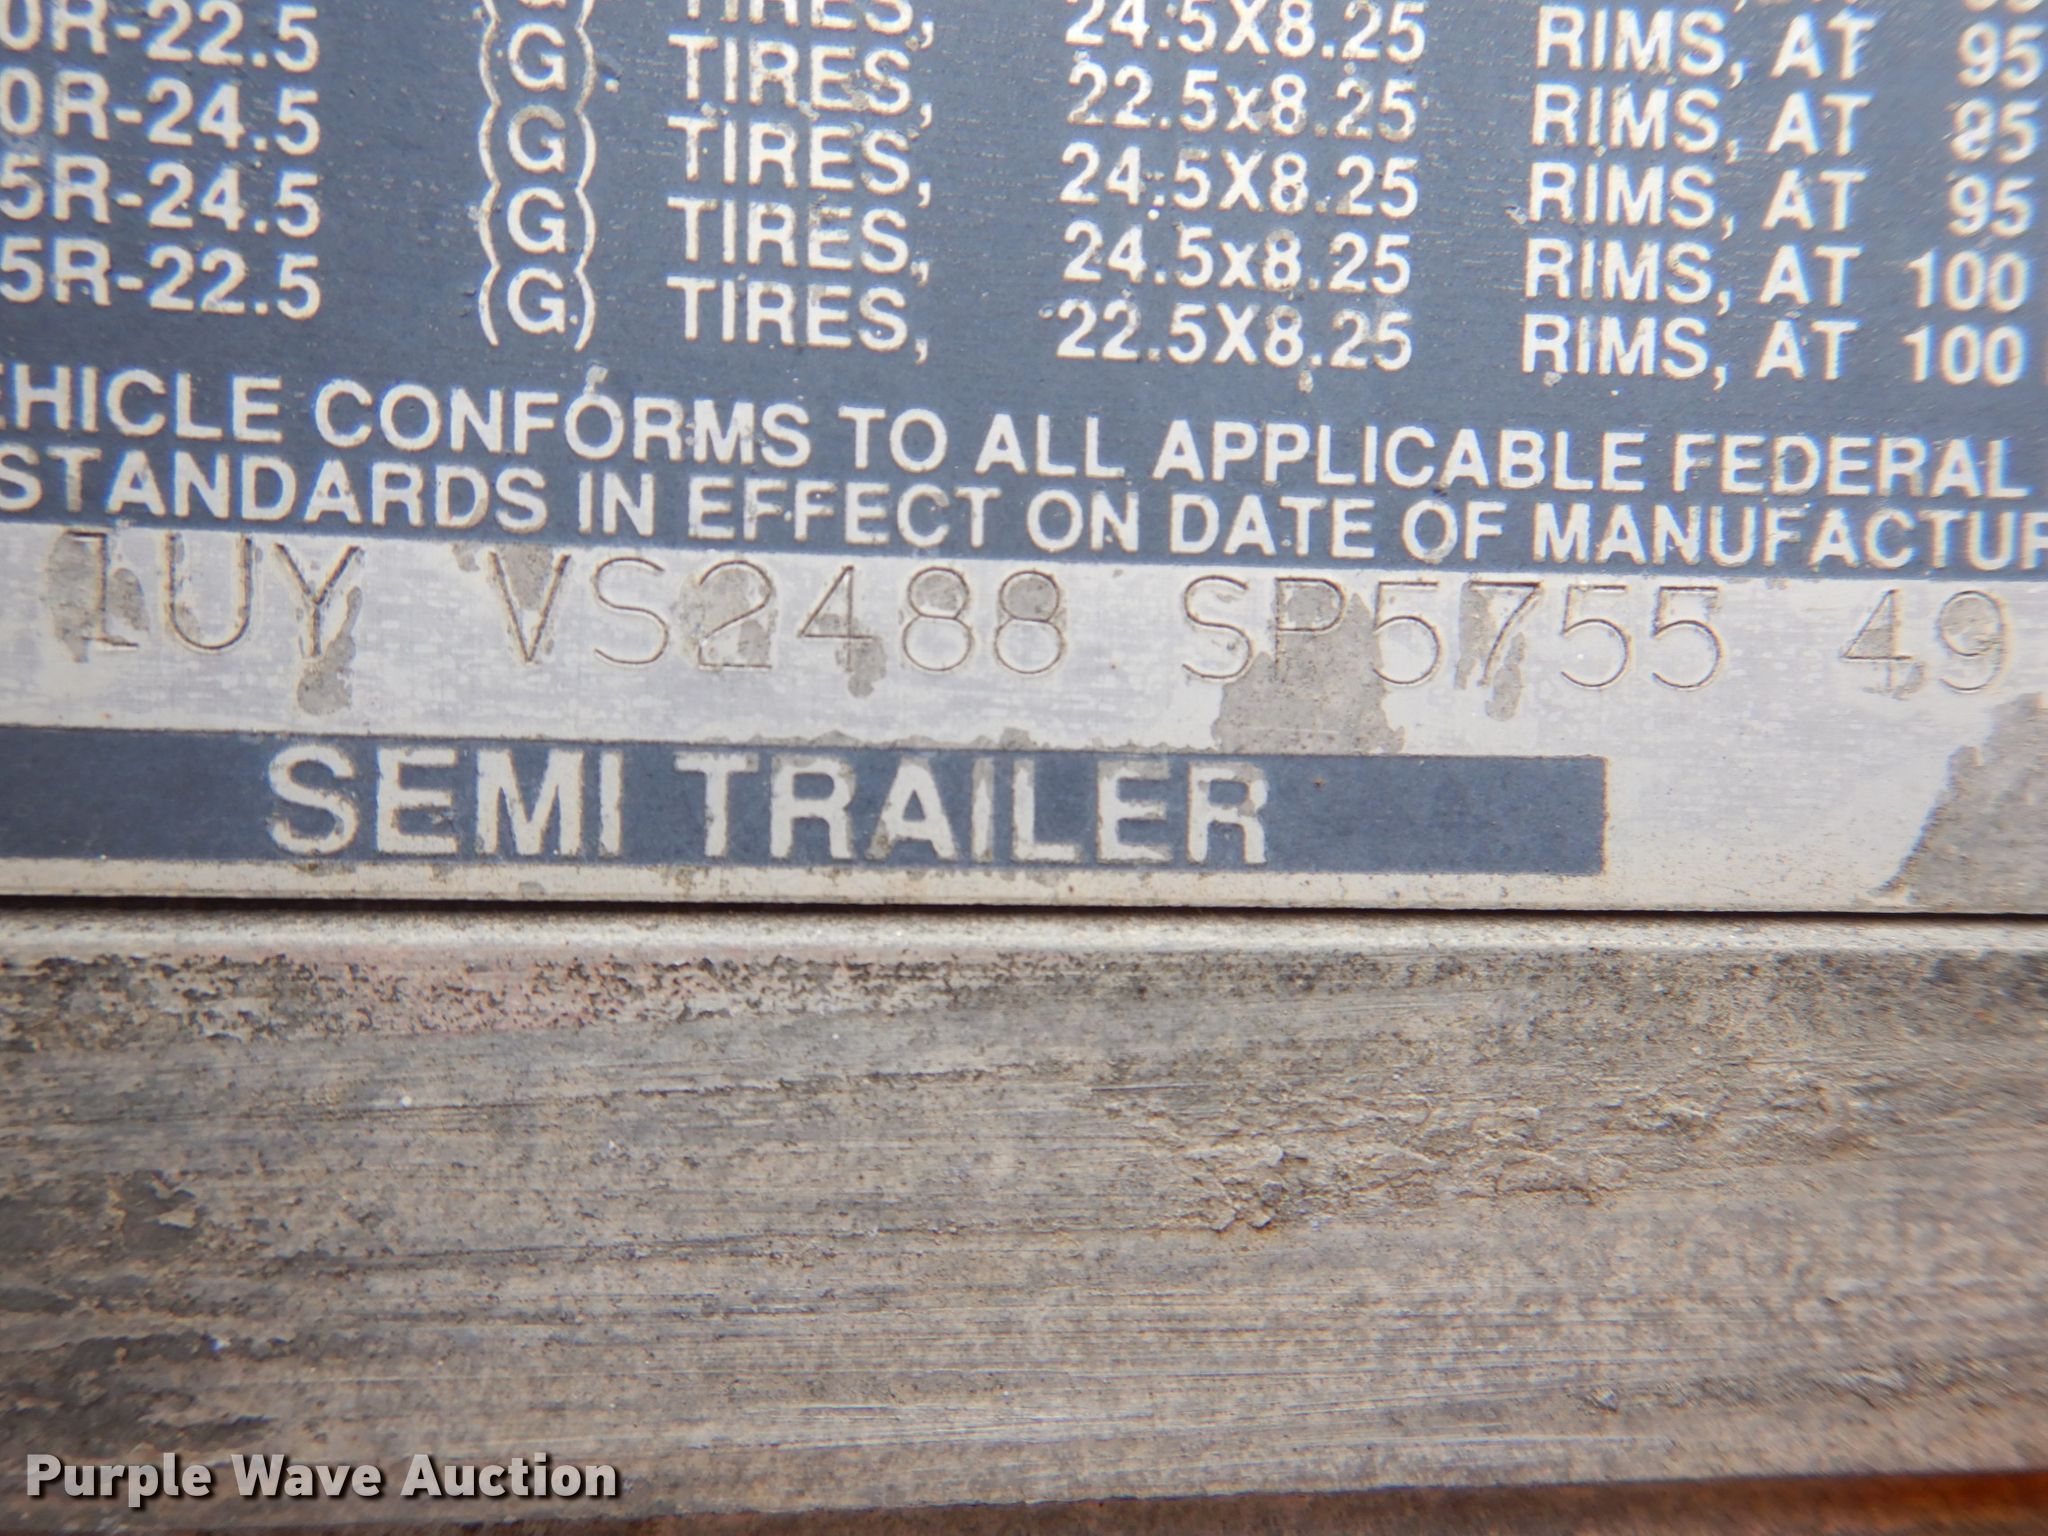 TIRES, 24.5X8.25 RIMS, AT 95
0R-22.5 (G) TIRES, 22.5x8.25 RIMS, AT 85
0R-24.5 (G) TIRES, 24.5X8.25 RIMS, AT 95
5R-24.5 (G) TIRES, 24.5x8.25 RIMS, AT 100
5R-22.5 (G) TIRES, 22.5X8.25 RIMS, AT 100
EHICLE CONFORMS TO ALL APPLICABLE FEDERAL
STANDARDS IN EFFECT ON DATE OF MANUFACTUR
1UY VS2488 SP5755 49
SEMI TRAILER
Purple Wave Auction